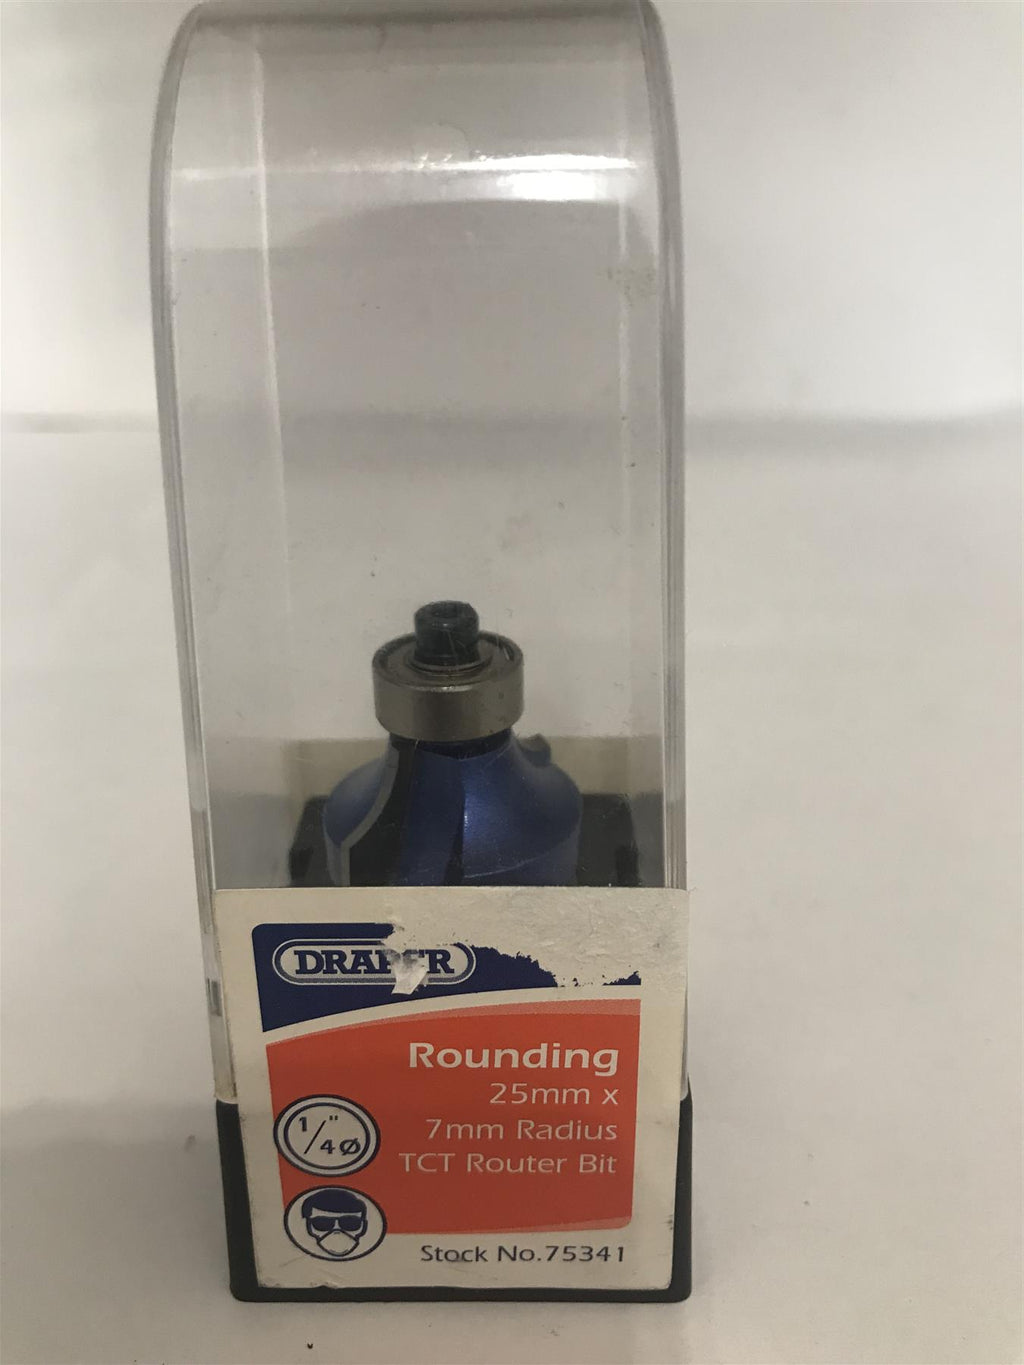 DRAPER
Rounding
25mm x
7mm Radius
TCT Router Bit
1/4"ø
Stock No.75341